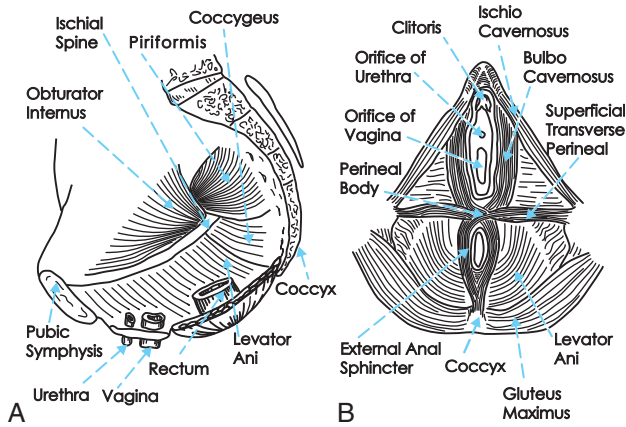 Ischial
Spine
Coccygeus
Piriformis
Obturator
Internus
Coccyx
Pubic
Symphysis
Levator
Ani
Rectum
Urethra
Vagina
A
Clitoris
Ischio
Cavernosus
Orifice of
Urethra
Bulbo
Cavernosus
Orifice of
Vagina
Superficial
Transverse
Perineal
Perineal
Body
External Anal
Sphincter
Coccyx
Levator
Ani
Gluteus
Maximus
B